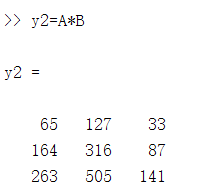 >> y2=A*B
y2 =
65 127 33
164 316 87
263 505 141